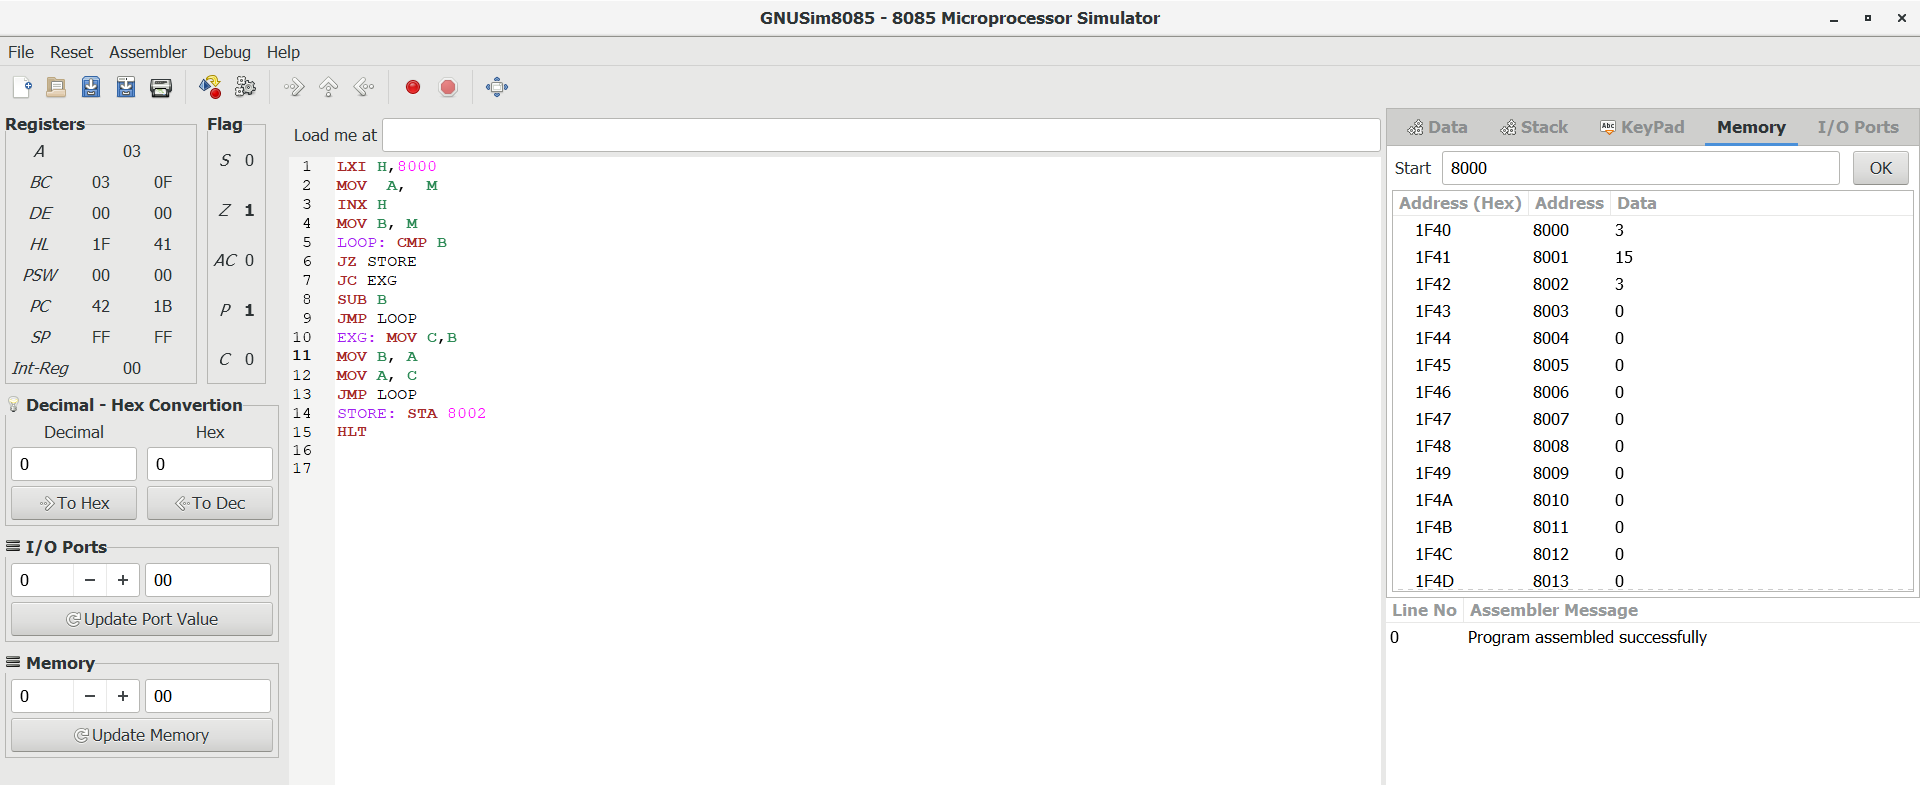 GNUSim8085 - 8085 Microprocessor Simulator
File Reset Assembler Debug Help
Registers
A 03
BC 03 0F
DE 00 00
HL 1F 41
PSW 00 00
PC 42 1B
SP FF FF
Int-Reg 00
Flag
S 0
Z 1
AC 0
P 1
C 0
Decimal - Hex Convertion
Decimal Hex
0 0
To Hex To Dec
I/O Ports
0 − + 00
Update Port Value
Memory
0 − + 00
Update Memory
Load me at
1 LXI H,8000
2 MOV  A,  M
3 INX H
4 MOV B, M
5 LOOP: CMP B
6 JZ STORE
7 JC EXG
8 SUB B
9 JMP LOOP
10 EXG: MOV C,B
11 MOV B, A
12 MOV A, C
13 JMP LOOP
14 STORE: STA 8002
15 HLT
16
17
Data Stack Abc KeyPad Memory I/O Ports
Start 8000 OK
Address (Hex) Address Data
1F40 8000 3
1F41 8001 15
1F42 8002 3
1F43 8003 0
1F44 8004 0
1F45 8005 0
1F46 8006 0
1F47 8007 0
1F48 8008 0
1F49 8009 0
1F4A 8010 0
1F4B 8011 0
1F4C 8012 0
1F4D 8013 0
Line No Assembler Message
0 Program assembled successfully